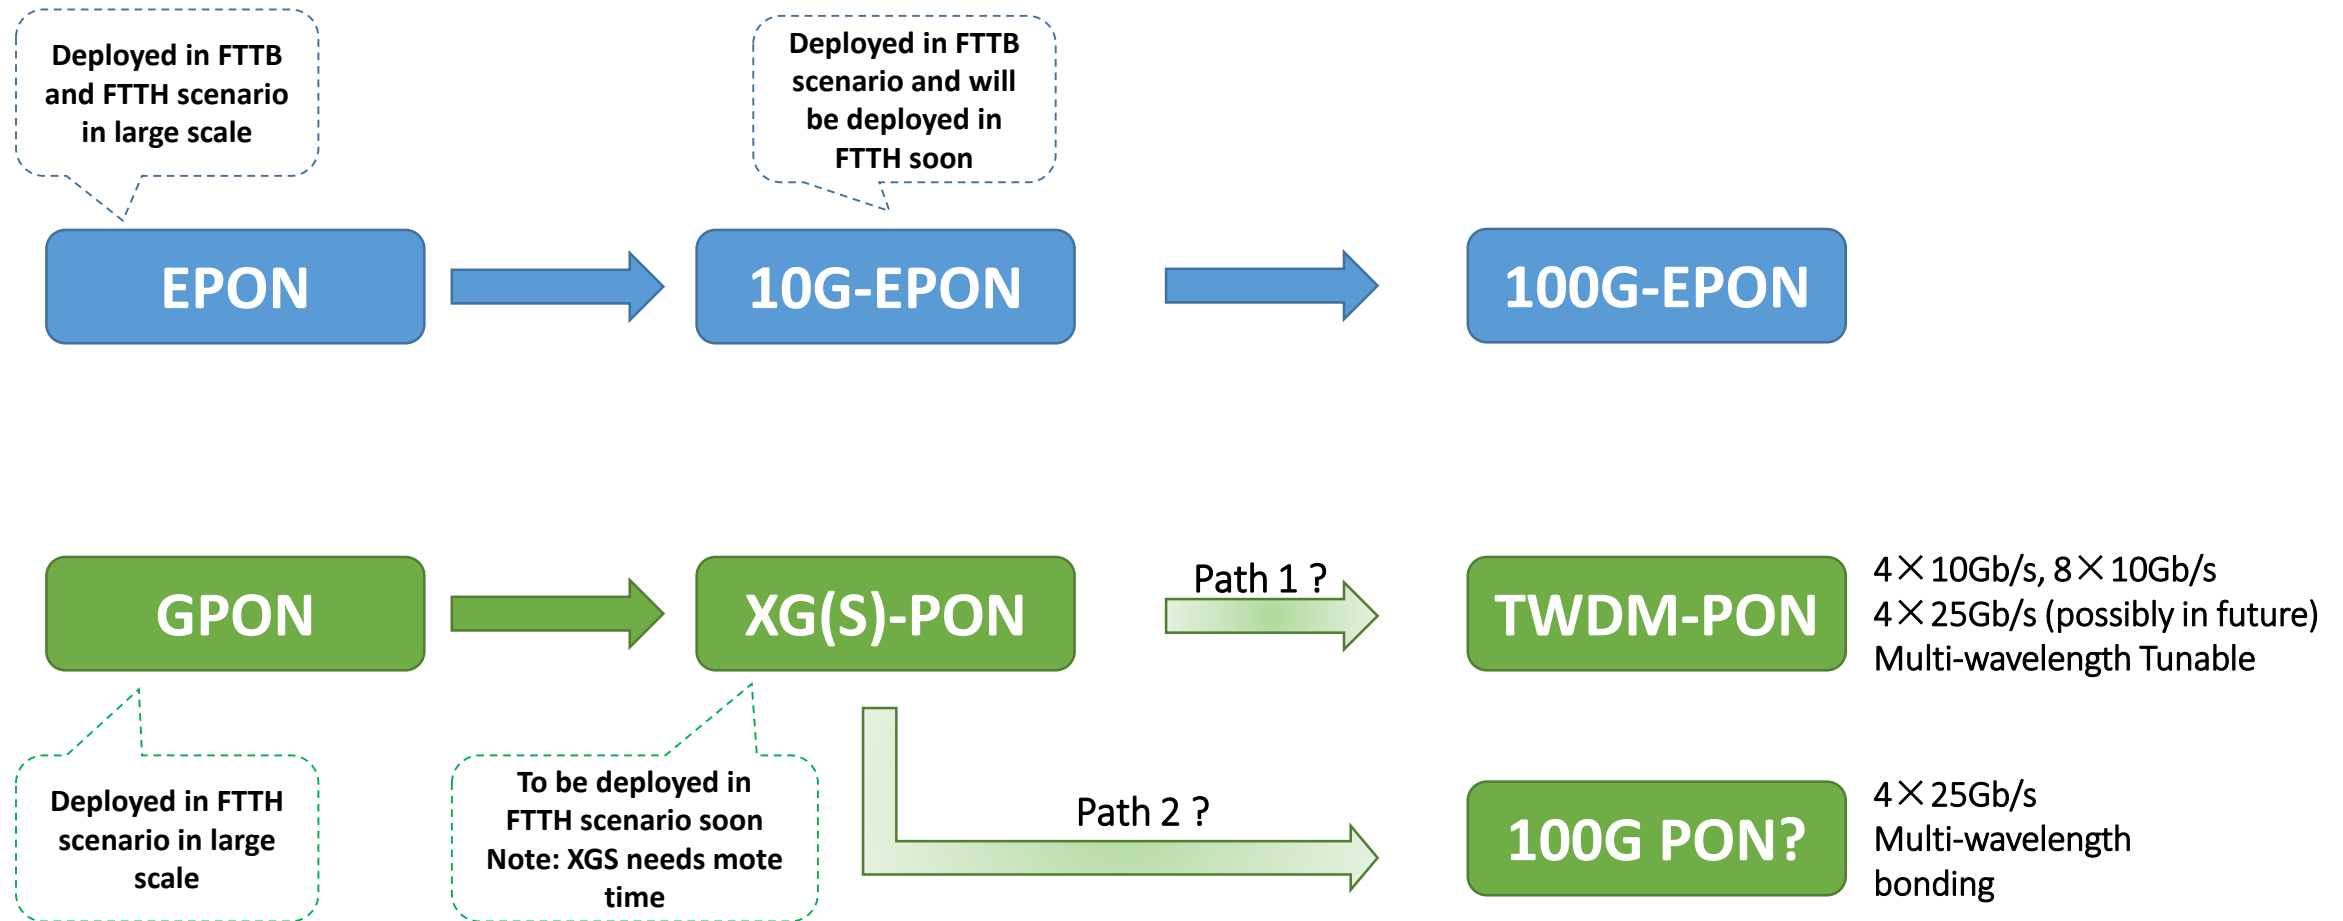 Deployed in FTTB
and FTTH scenario
in large scale
Deployed in FTTB
scenario and will
be deployed in
FTTH soon
EPON
10G-EPON
100G-EPON
GPON
XG(S)-PON
Path 1 ?
TWDM-PON
4×10Gb/s, 8×10Gb/s
4×25Gb/s (possibly in future)
Multi-wavelength Tunable
Deployed in FTTH
scenario in large
scale
To be deployed in
FTTH scenario soon
Note: XGS needs mote
time
Path 2 ?
100G PON?
4×25Gb/s
Multi-wavelength
bonding